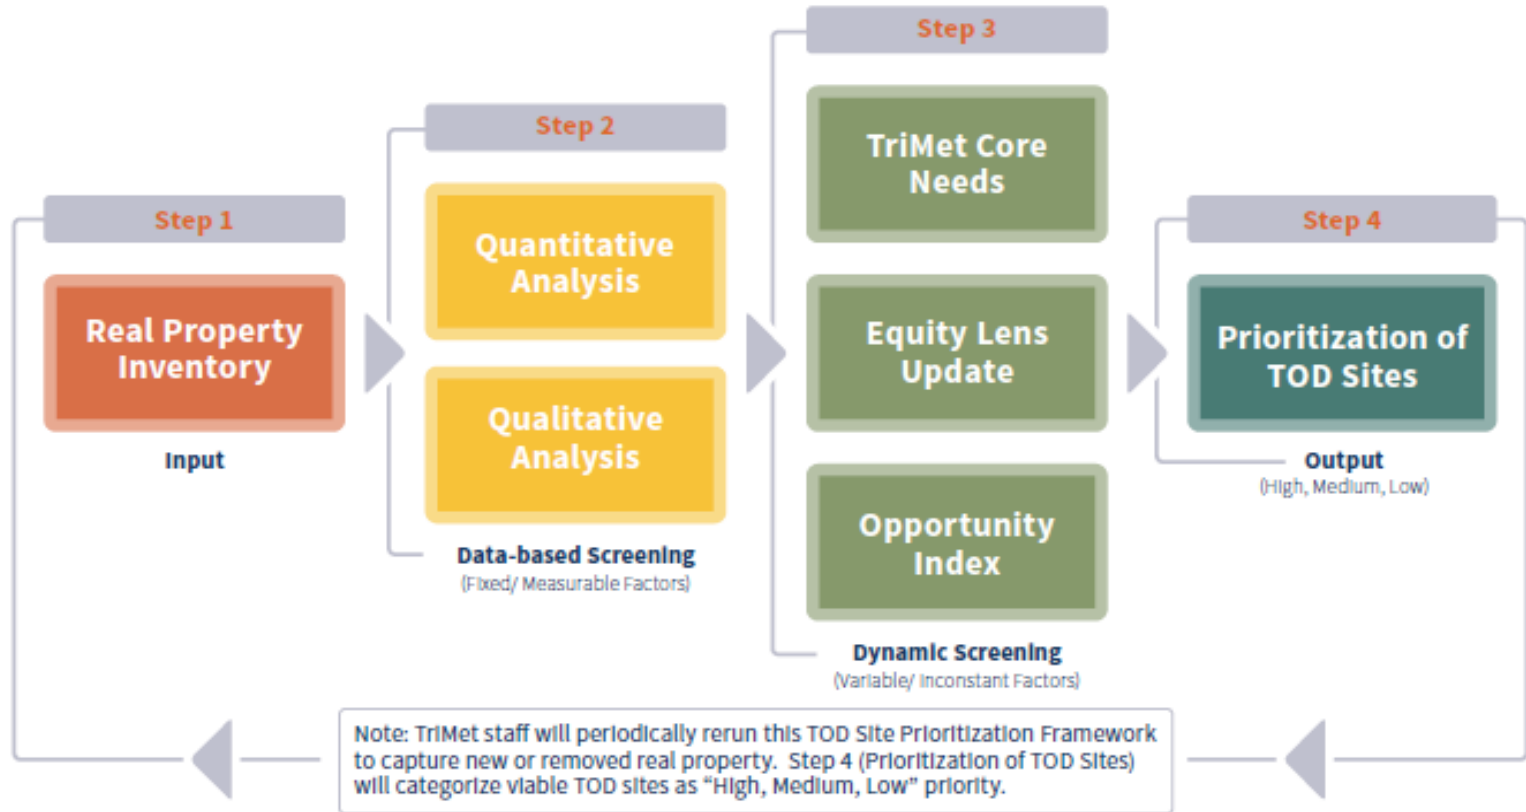 Step 1
Real Property
Inventory
Input
Step 2
Quantitative
Analysis
Qualitative
Analysis
Data-based Screening
(Fixed/ Measurable Factors)
Step 3
TriMet Core
Needs
Equity Lens
Update
Opportunity
Index
Dynamic Screening
(Variable/ Inconstant Factors)
Step 4
Prioritization of
TOD Sites
Output
(High, Medium, Low)
Note: TriMet staff will periodically rerun this TOD Site Prioritization Framework
to capture new or removed real property. Step 4 (Prioritization of TOD Sites)
will categorize viable TOD sites as “High, Medium, Low” priority.